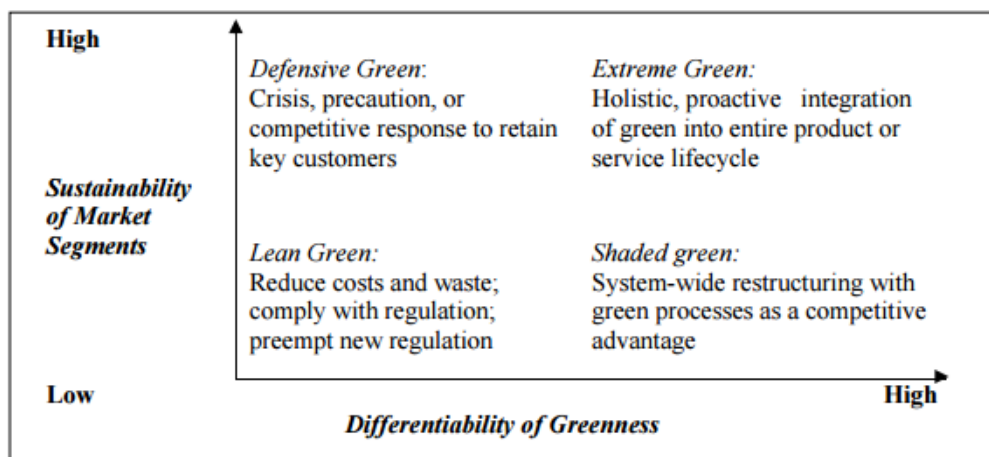 High
Defensive Green:
Crisis, precaution, or
competitive response to retain
key customers
Extreme Green:
Holistic, proactive integration
of green into entire product or
service lifecycle
Sustainability
of Market
Segments
Lean Green:
Reduce costs and waste;
comply with regulation;
preempt new regulation
Shaded green:
System-wide restructuring with
green processes as a competitive
advantage
Low
High
Differentiability of Greenness